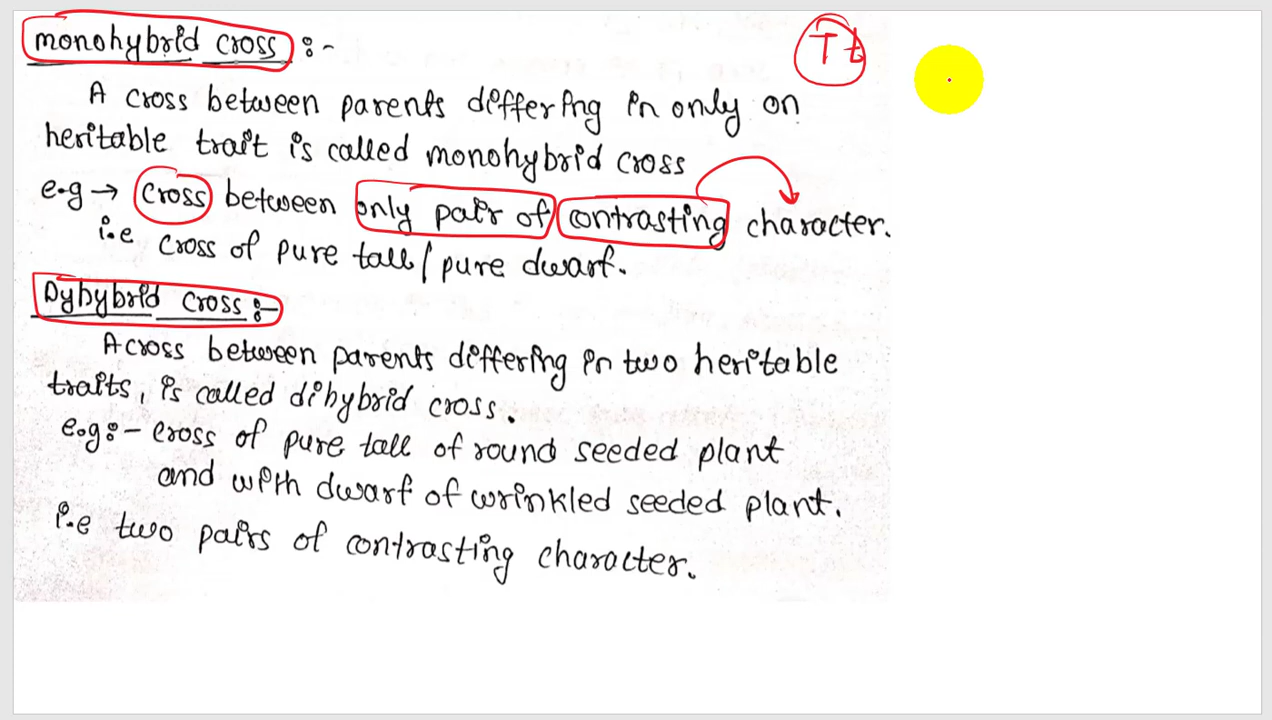 monohybrid cross :-
T t
A cross between parents differing in only on
heritable trait is called monohybrid cross
e-g → cross between only pair of contrasting character.
i.e cross of pure tall / pure dwarf.
Dybybrid cross :-
A cross between parents differing in two heritable
traits, is called dihybrid cross.
e.g :- cross of pure tall of round seeded plant
and with dwarf of wrinkled seeded plant.
i.e two pairs of contrasting character.